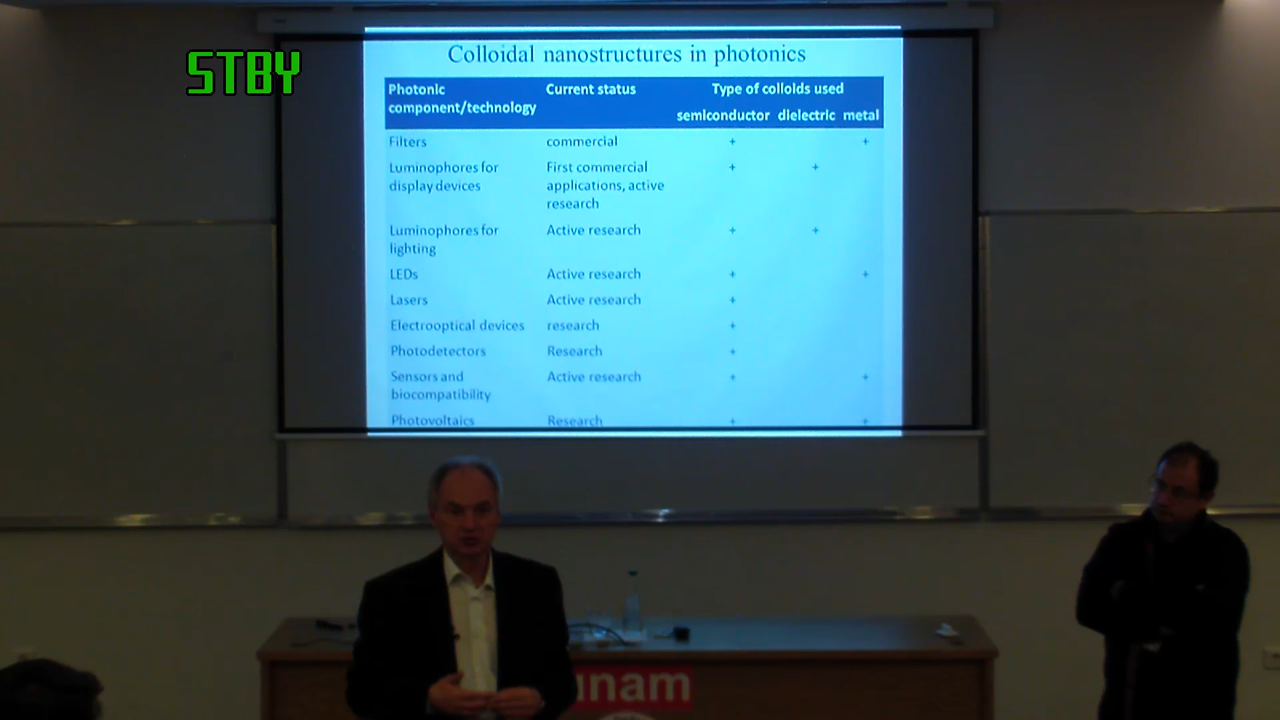 STBY
Colloidal nanostructures in photonics
Photonic component/technology Current status Type of colloids used
semiconductor dielectric metal
Filters commercial + +
Luminophores for display devices First commercial applications, active research + +
Luminophores for lighting Active research + +
LEDs Active research + +
Lasers Active research +
Electrooptical devices research +
Photodetectors Research +
Sensors and biocompatibility Active research + +
Photovoltaics Research + +
unam